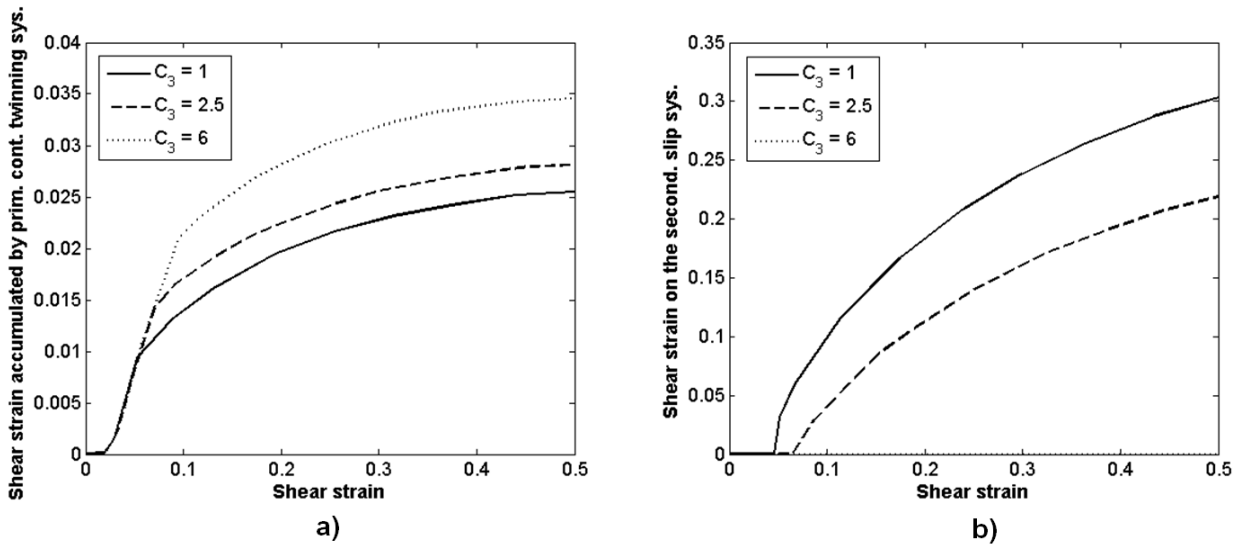 Shear strain accumulated by prim. cont. twinning sys.
0.04
0.035
0.03
0.025
0.02
0.015
0.01
0.005
0
C3 = 1
C3 = 2.5
C3 = 6
0 0.1 0.2 0.3 0.4 0.5
Shear strain
a)
Shear strain on the second. slip sys.
0.35
0.3
0.25
0.2
0.15
0.1
0.05
0
C3 = 1
C3 = 2.5
C3 = 6
0 0.1 0.2 0.3 0.4 0.5
Shear strain
b)